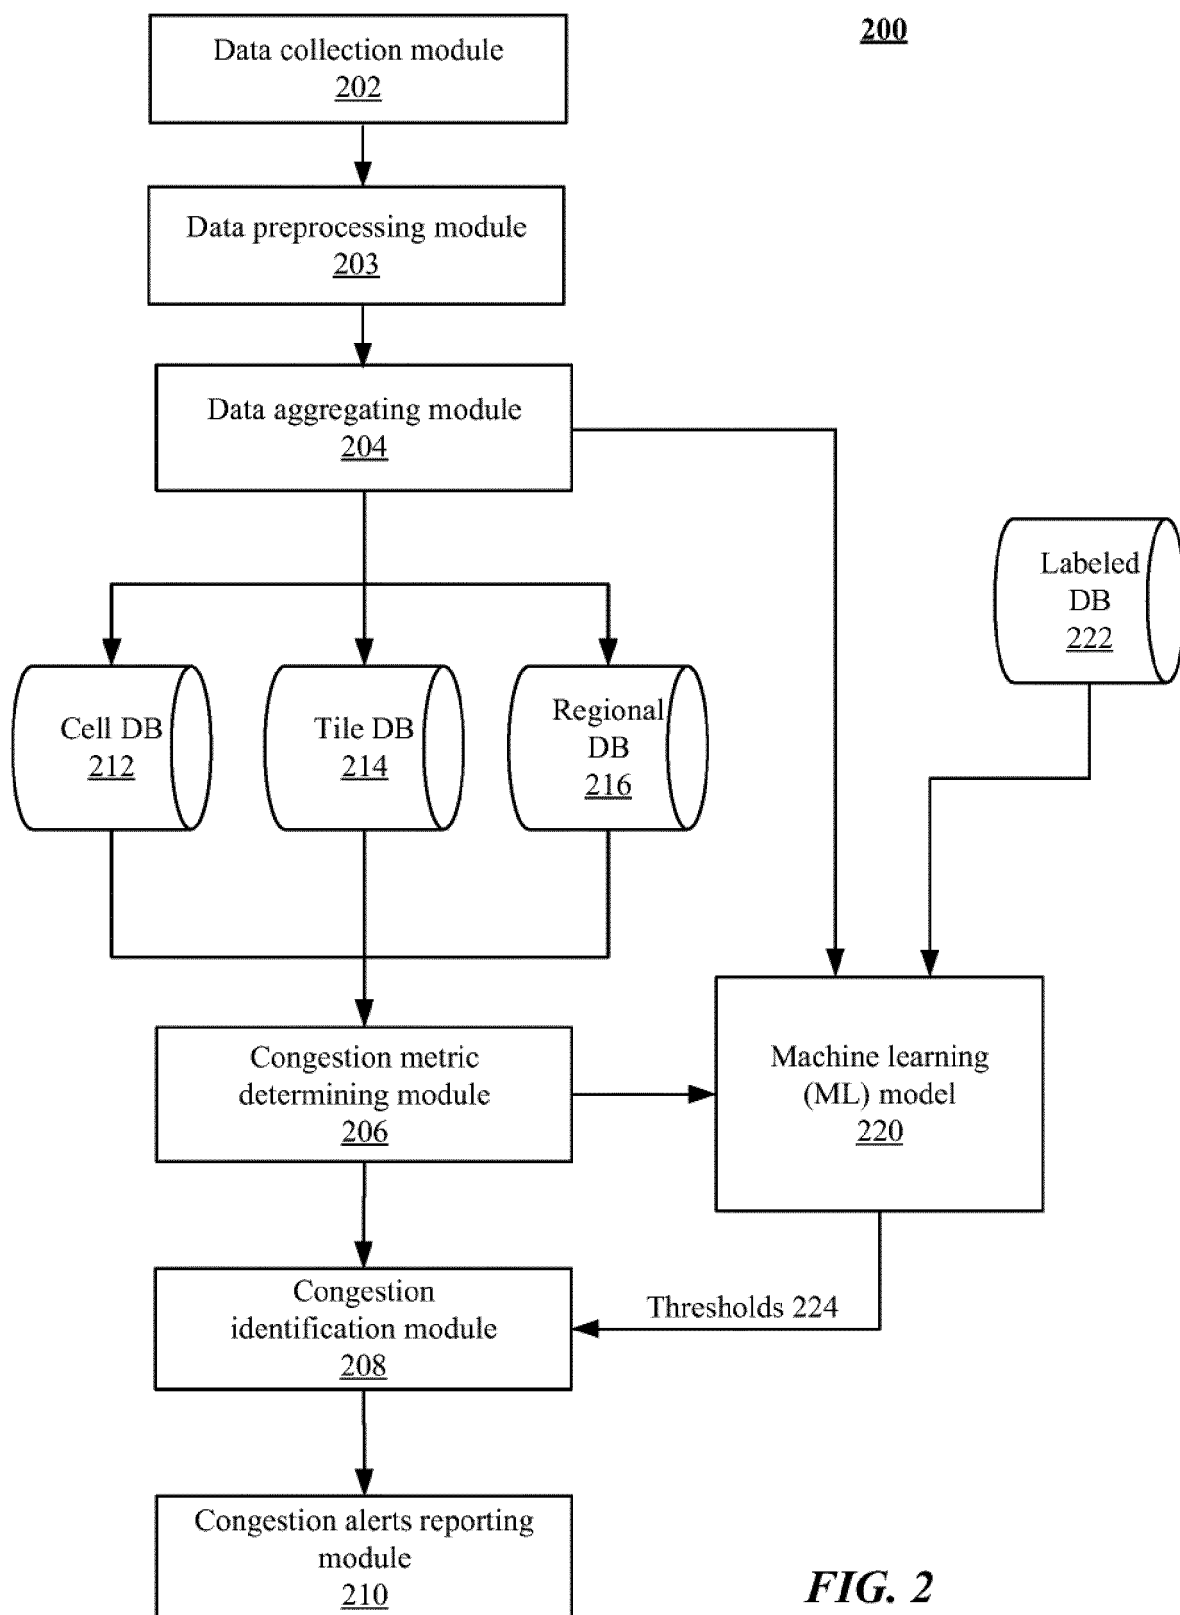 200
Data collection module
202
Data preprocessing module
203
Data aggregating module
204
Labeled
DB
222
Cell DB
212
Tile DB
214
Regional
DB
216
Congestion metric
determining module
206
Machine learning
(ML) model
220
Congestion
identification module
208
Thresholds 224
Congestion alerts reporting
module
210
FIG. 2